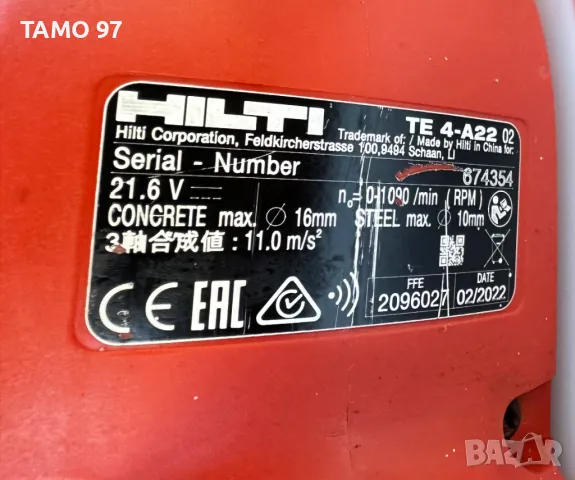 TAMO 97
HILTI
TE 4-A22 02
Trademark of: / Made by Hilti in China for:
Hilti Corporation, Feldkircherstrasse 100, 9494 Schaan, LI
Serial - Number 674354
21.6 V n₀= 0-1090 /min (RPM)
CONCRETE max. ∅ 16mm STEEL max. ∅ 10mm
3軸合成値 : 11.0 m/s²
CE EAC
FFE DATE
2096027 02/2022
BAZAR